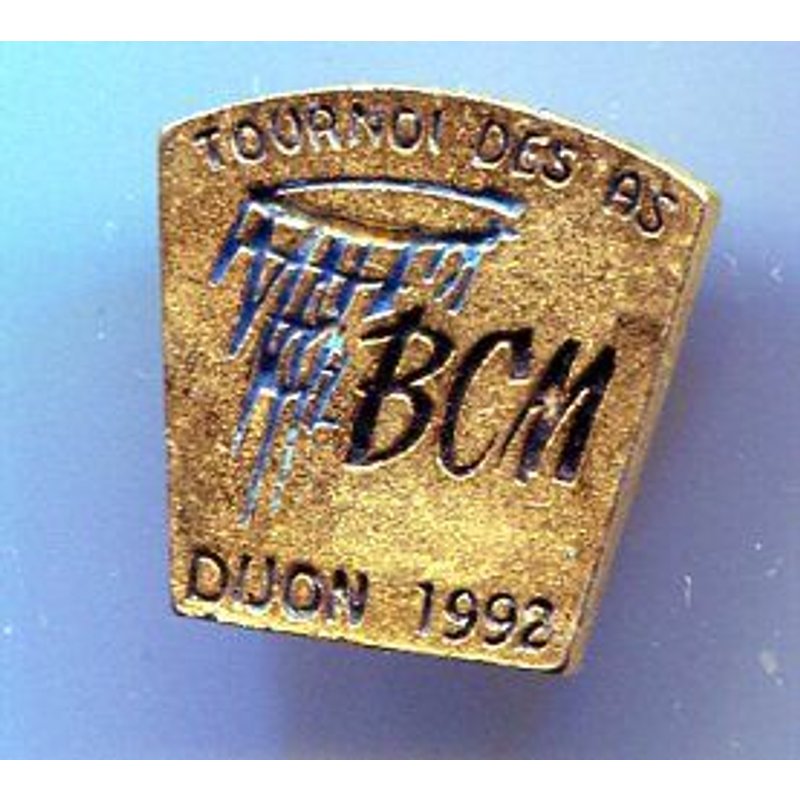 TOURNOI DES AS
BCM
DIJON 1992